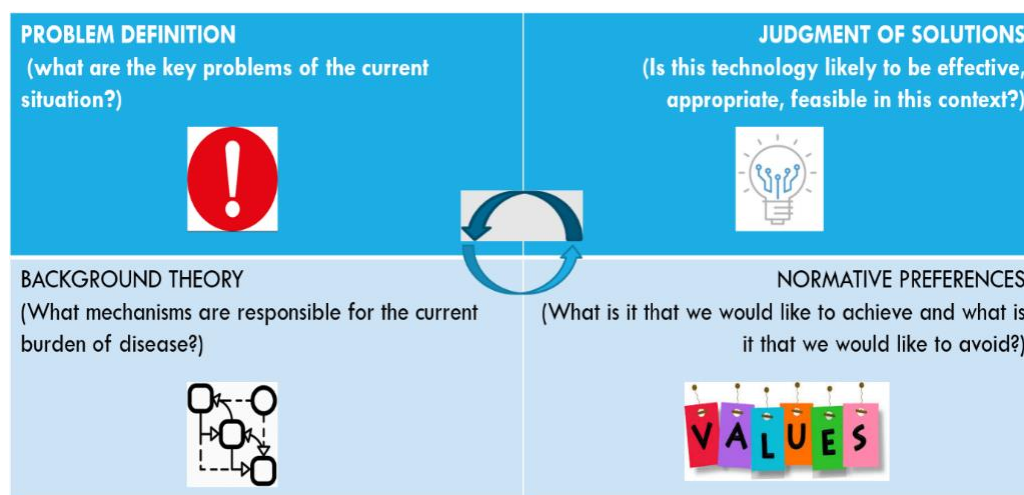 PROBLEM DEFINITION
(what are the key problems of the current
situation?)
JUDGMENT OF SOLUTIONS
(Is this technology likely to be effective,
appropriate, feasible in this context?)
BACKGROUND THEORY
(What mechanisms are responsible for the current
burden of disease?)
NORMATIVE PREFERENCES
(What is it that we would like to achieve and what is
it that we would like to avoid?)
VALUES